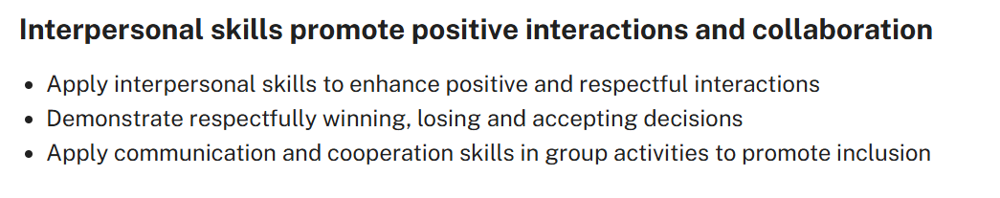 Interpersonal skills promote positive interactions and collaboration
• Apply interpersonal skills to enhance positive and respectful interactions
• Demonstrate respectfully winning, losing and accepting decisions
• Apply communication and cooperation skills in group activities to promote inclusion